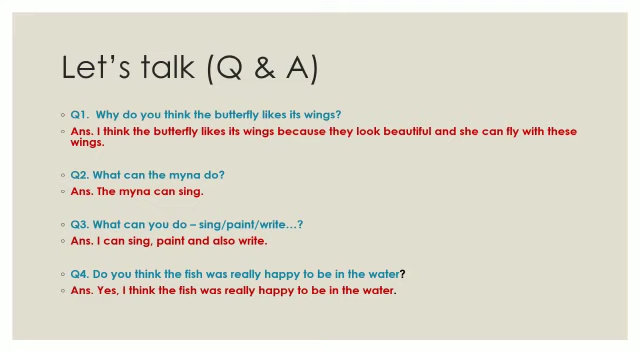 Let's talk (Q & A)
Q1. Why do you think the butterfly likes its wings?
Ans. I think the butterfly likes its wings because they look beautiful and she can fly with these
wings.
Q2. What can the myna do?
Ans. The myna can sing.
Q3. What can you do – sing/paint/write...?
Ans. I can sing, paint and also write.
Q4. Do you think the fish was really happy to be in the water?
Ans. Yes, I think the fish was really happy to be in the water.